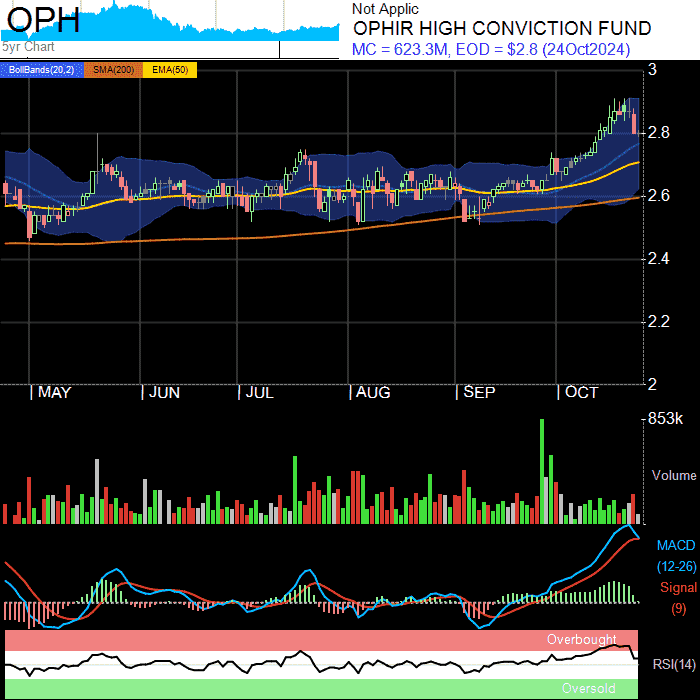 OPH
5yr Chart
Not Applic
OPHIR HIGH CONVICTION FUND
MC = 623.3M, EOD = $2.8 (24Oct2024)
BollBands(20,2) SMA(200) EMA(50)
3
2.8
2.6
2.4
2.2
2
MAY JUN JUL AUG SEP OCT
853k
Volume
MACD
(12-26)
Signal
(9)
Overbought
RSI(14)
Oversold